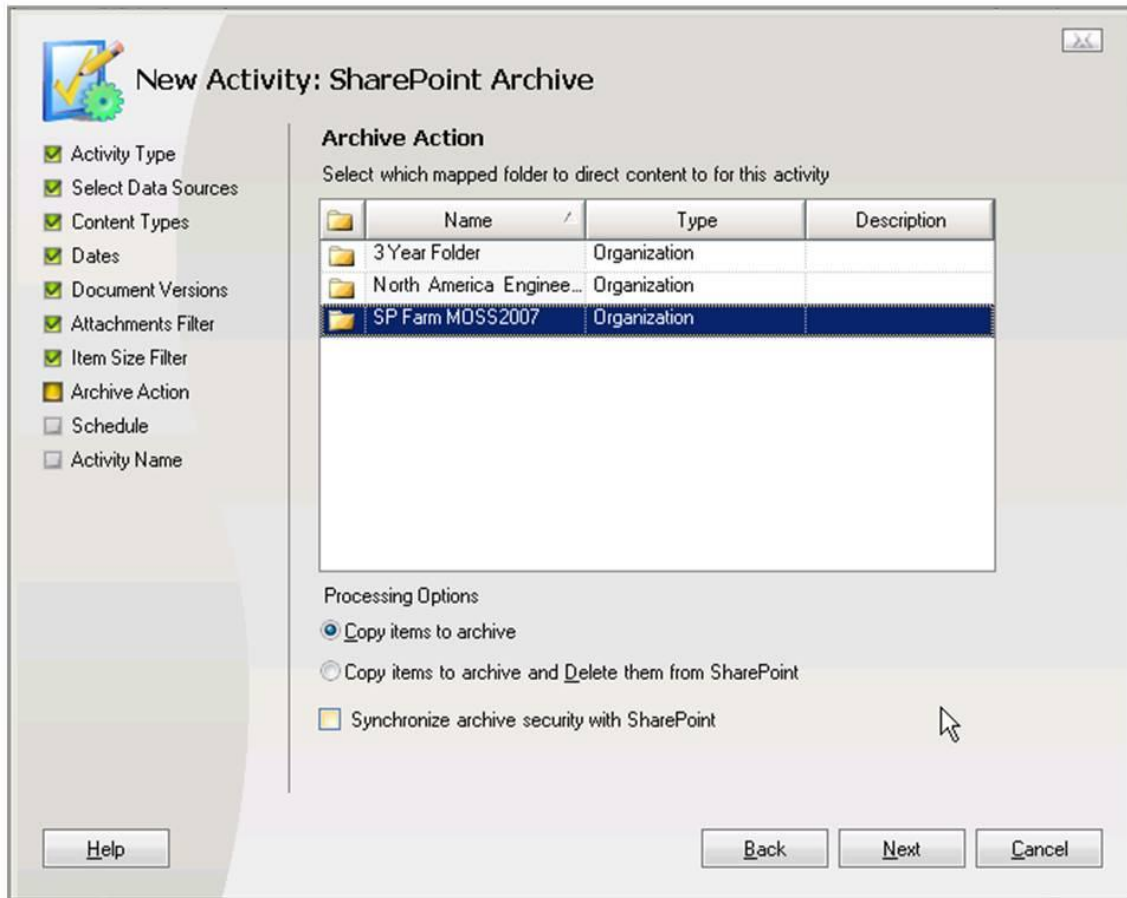 New Activity: SharePoint Archive
Activity Type
Select Data Sources
Content Types
Dates
Document Versions
Attachments Filter
Item Size Filter
Archive Action
Schedule
Activity Name
Archive Action
Select which mapped folder to direct content to for this activity
Name Type Description
3 Year Folder Organization
North America Enginee... Organization
SP Farm MOSS2007 Organization
Processing Options
Copy items to archive
Copy items to archive and Delete them from SharePoint
Synchronize archive security with SharePoint
Help Back Next Cancel